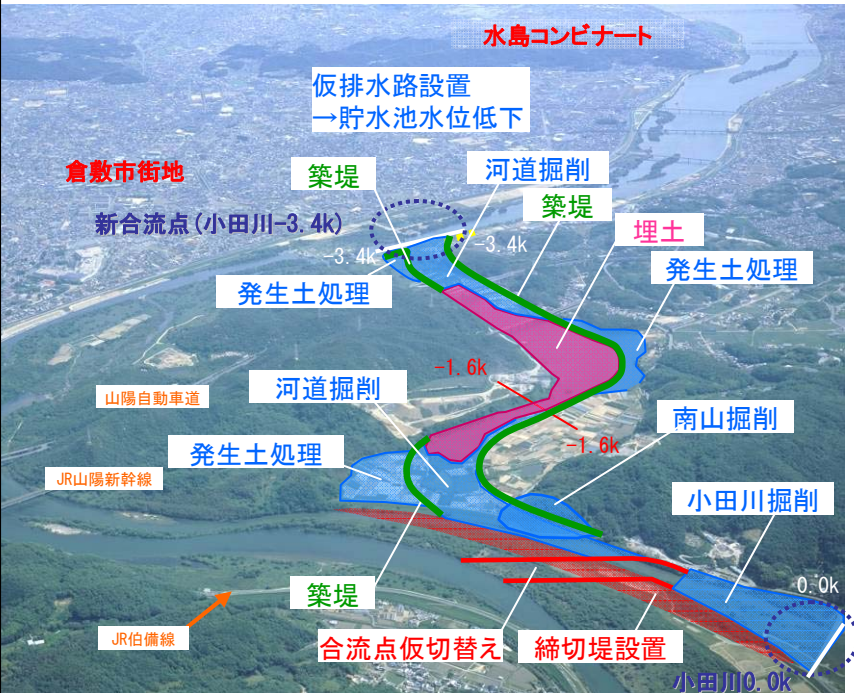 水島コンビナート
仮排水路設置
→貯水池水位低下
倉敷市街地
築堤
河道掘削
築堤
新合流点(小田川-3.4k)
埋土
-3.4k
-3.4k
発生土処理
発生土処理
-1.6k
河道掘削
山陽自動車道
南山掘削
-1.6k
発生土処理
JR山陽新幹線
小田川掘削
0.0k
築堤
JR伯備線
合流点仮切替え
締切堤設置
小田川0.0k